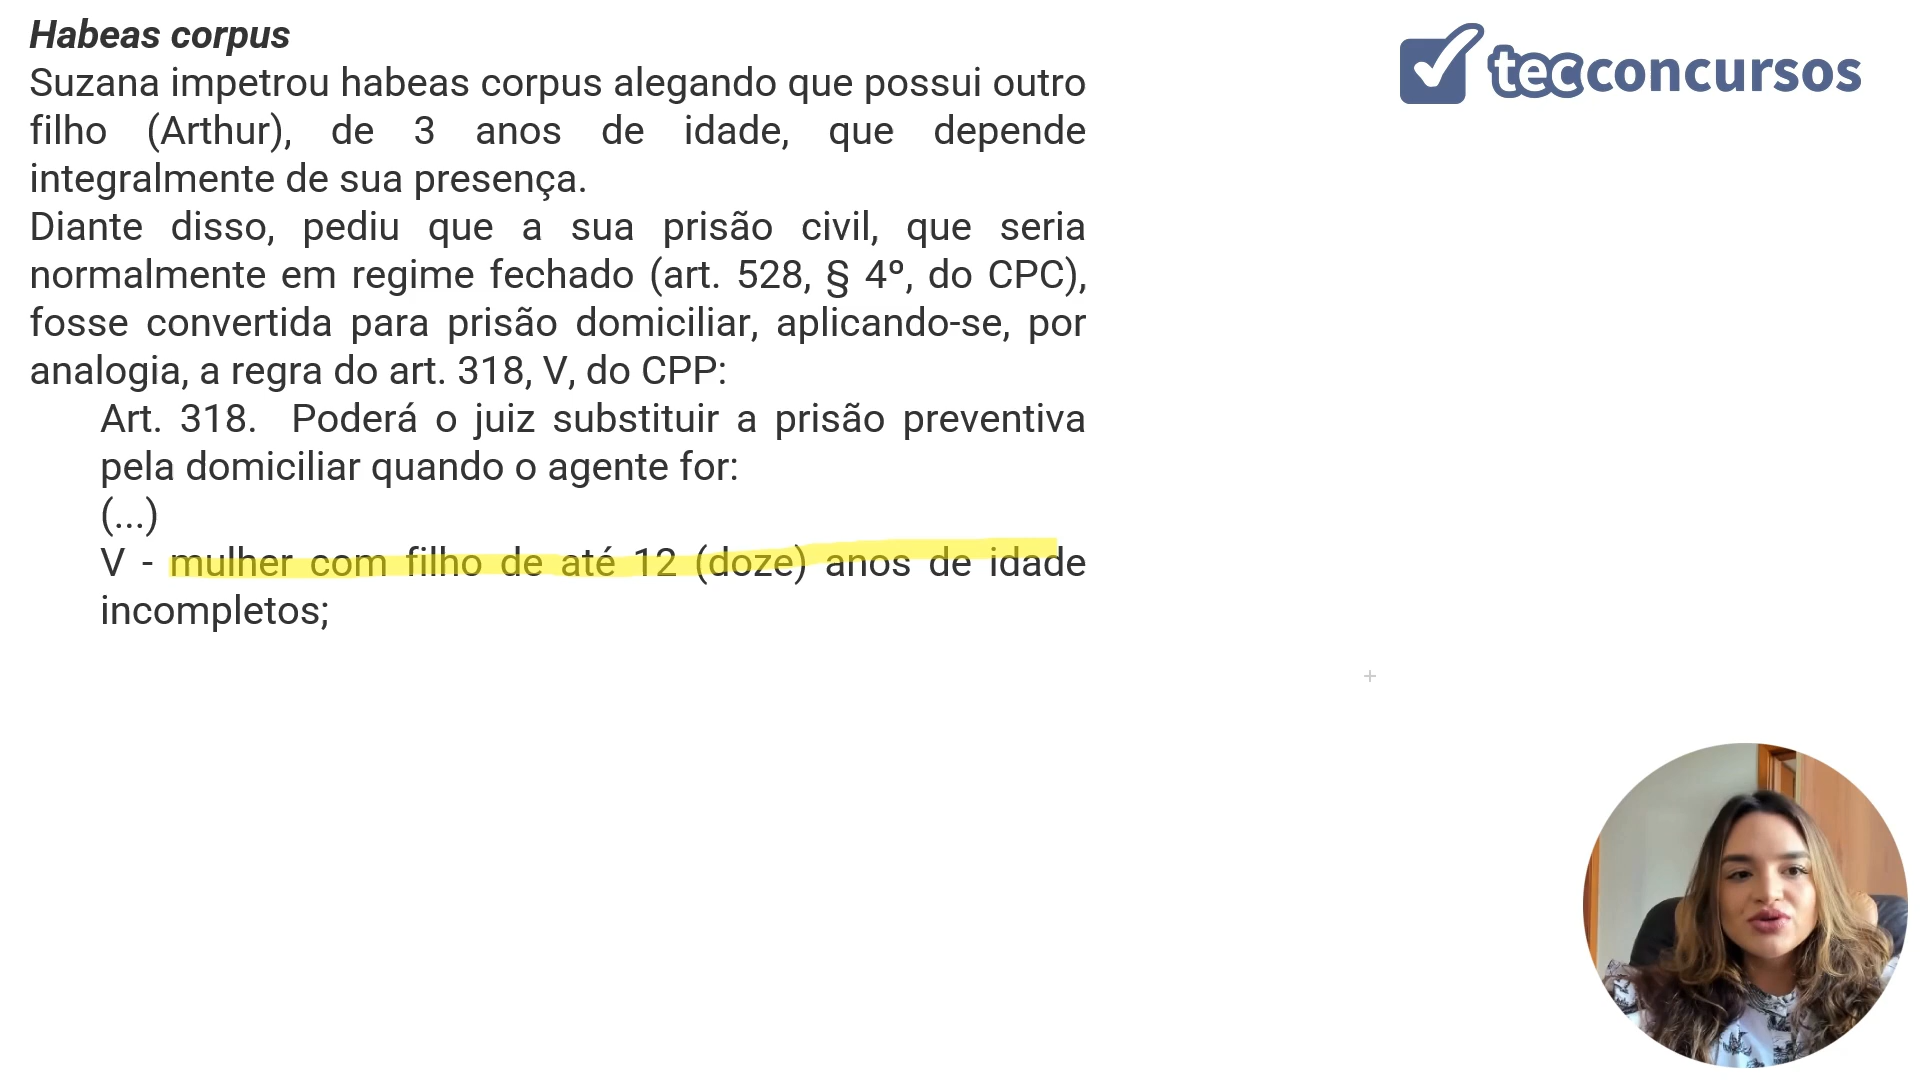 Habeas corpus
Suzana impetrou habeas corpus alegando que possui outro
filho (Arthur), de 3 anos de idade, que depende
integralmente de sua presença.
Diante disso, pediu que a sua prisão civil, que seria
normalmente em regime fechado (art. 528, § 4º, do CPC),
fosse convertida para prisão domiciliar, aplicando-se, por
analogia, a regra do art. 318, V, do CPP:
Art. 318. Poderá o juiz substituir a prisão preventiva
pela domiciliar quando o agente for:
(...)
V - mulher com filho de até 12 (doze) anos de idade
incompletos;
tecconcursos